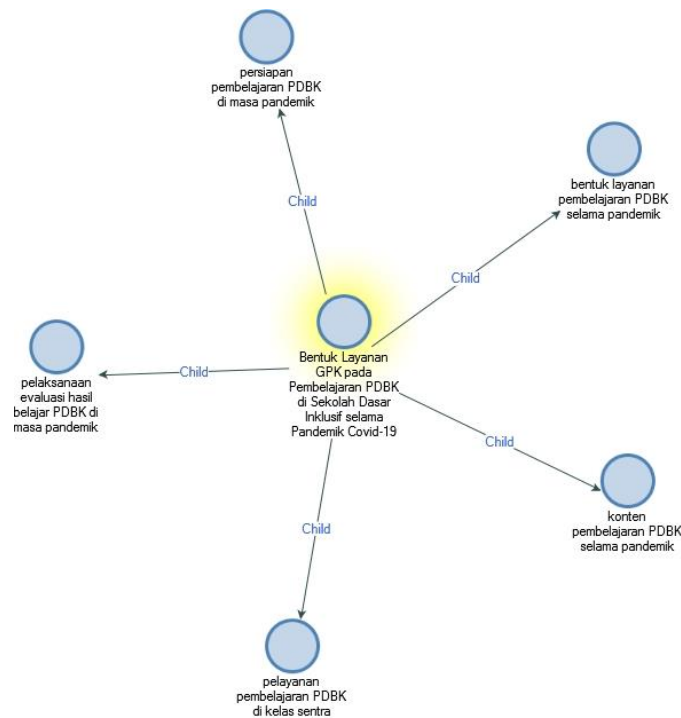 persiapan
pembelajaran PDBK
di masa pandemik
bentuk layanan
pembelajaran PDBK
selama pandemik
Child
Child
Bentuk Layanan
GPK pada
Pembelajaran PDBK
di Sekolah Dasar
Inklusif selama
Pandemik Covid-19
Child
pelaksanaan
evaluasi hasil
belajar PDBK di
masa pandemik
Child
konten
pembelajaran PDBK
selama pandemik
Child
pelayanan
pembelajaran PDBK
di kelas sentra